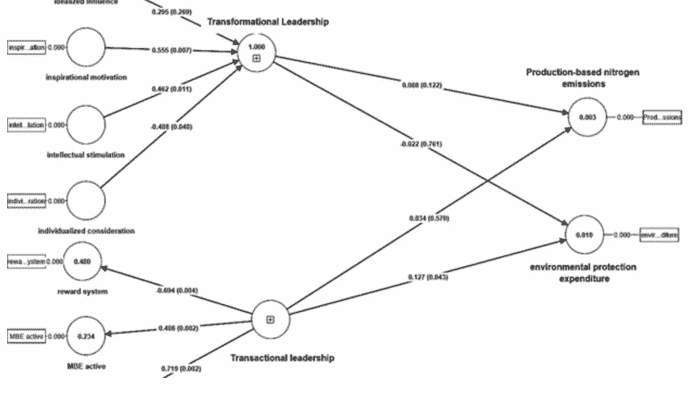 idealized influence
0.295 (0.269)
Transformational Leadership
inspir...ation 0.000
0.555 (0.007)
1.000
inspirational motivation
0.462 (0.011)
0.088 (0.122)
Production-based nitrogen
emissions
intel...lation 0.000
-0.488 (0.048)
0.003
0.000 Prod...ssions
intellectual stimulation
-0.022 (0.761)
indivi...ration 0.000
individualized consideration
0.034 (0.570)
0.019
0.000 envir...diture
rewa...ystem 0.000
0.480
0.127 (0.043)
environmental protection
expenditure
reward system
-0.694 (0.004)
MBE active 0.000
0.234
0.486 (0.002)
MBE active
Transactional leadership
0.719 (0.002)